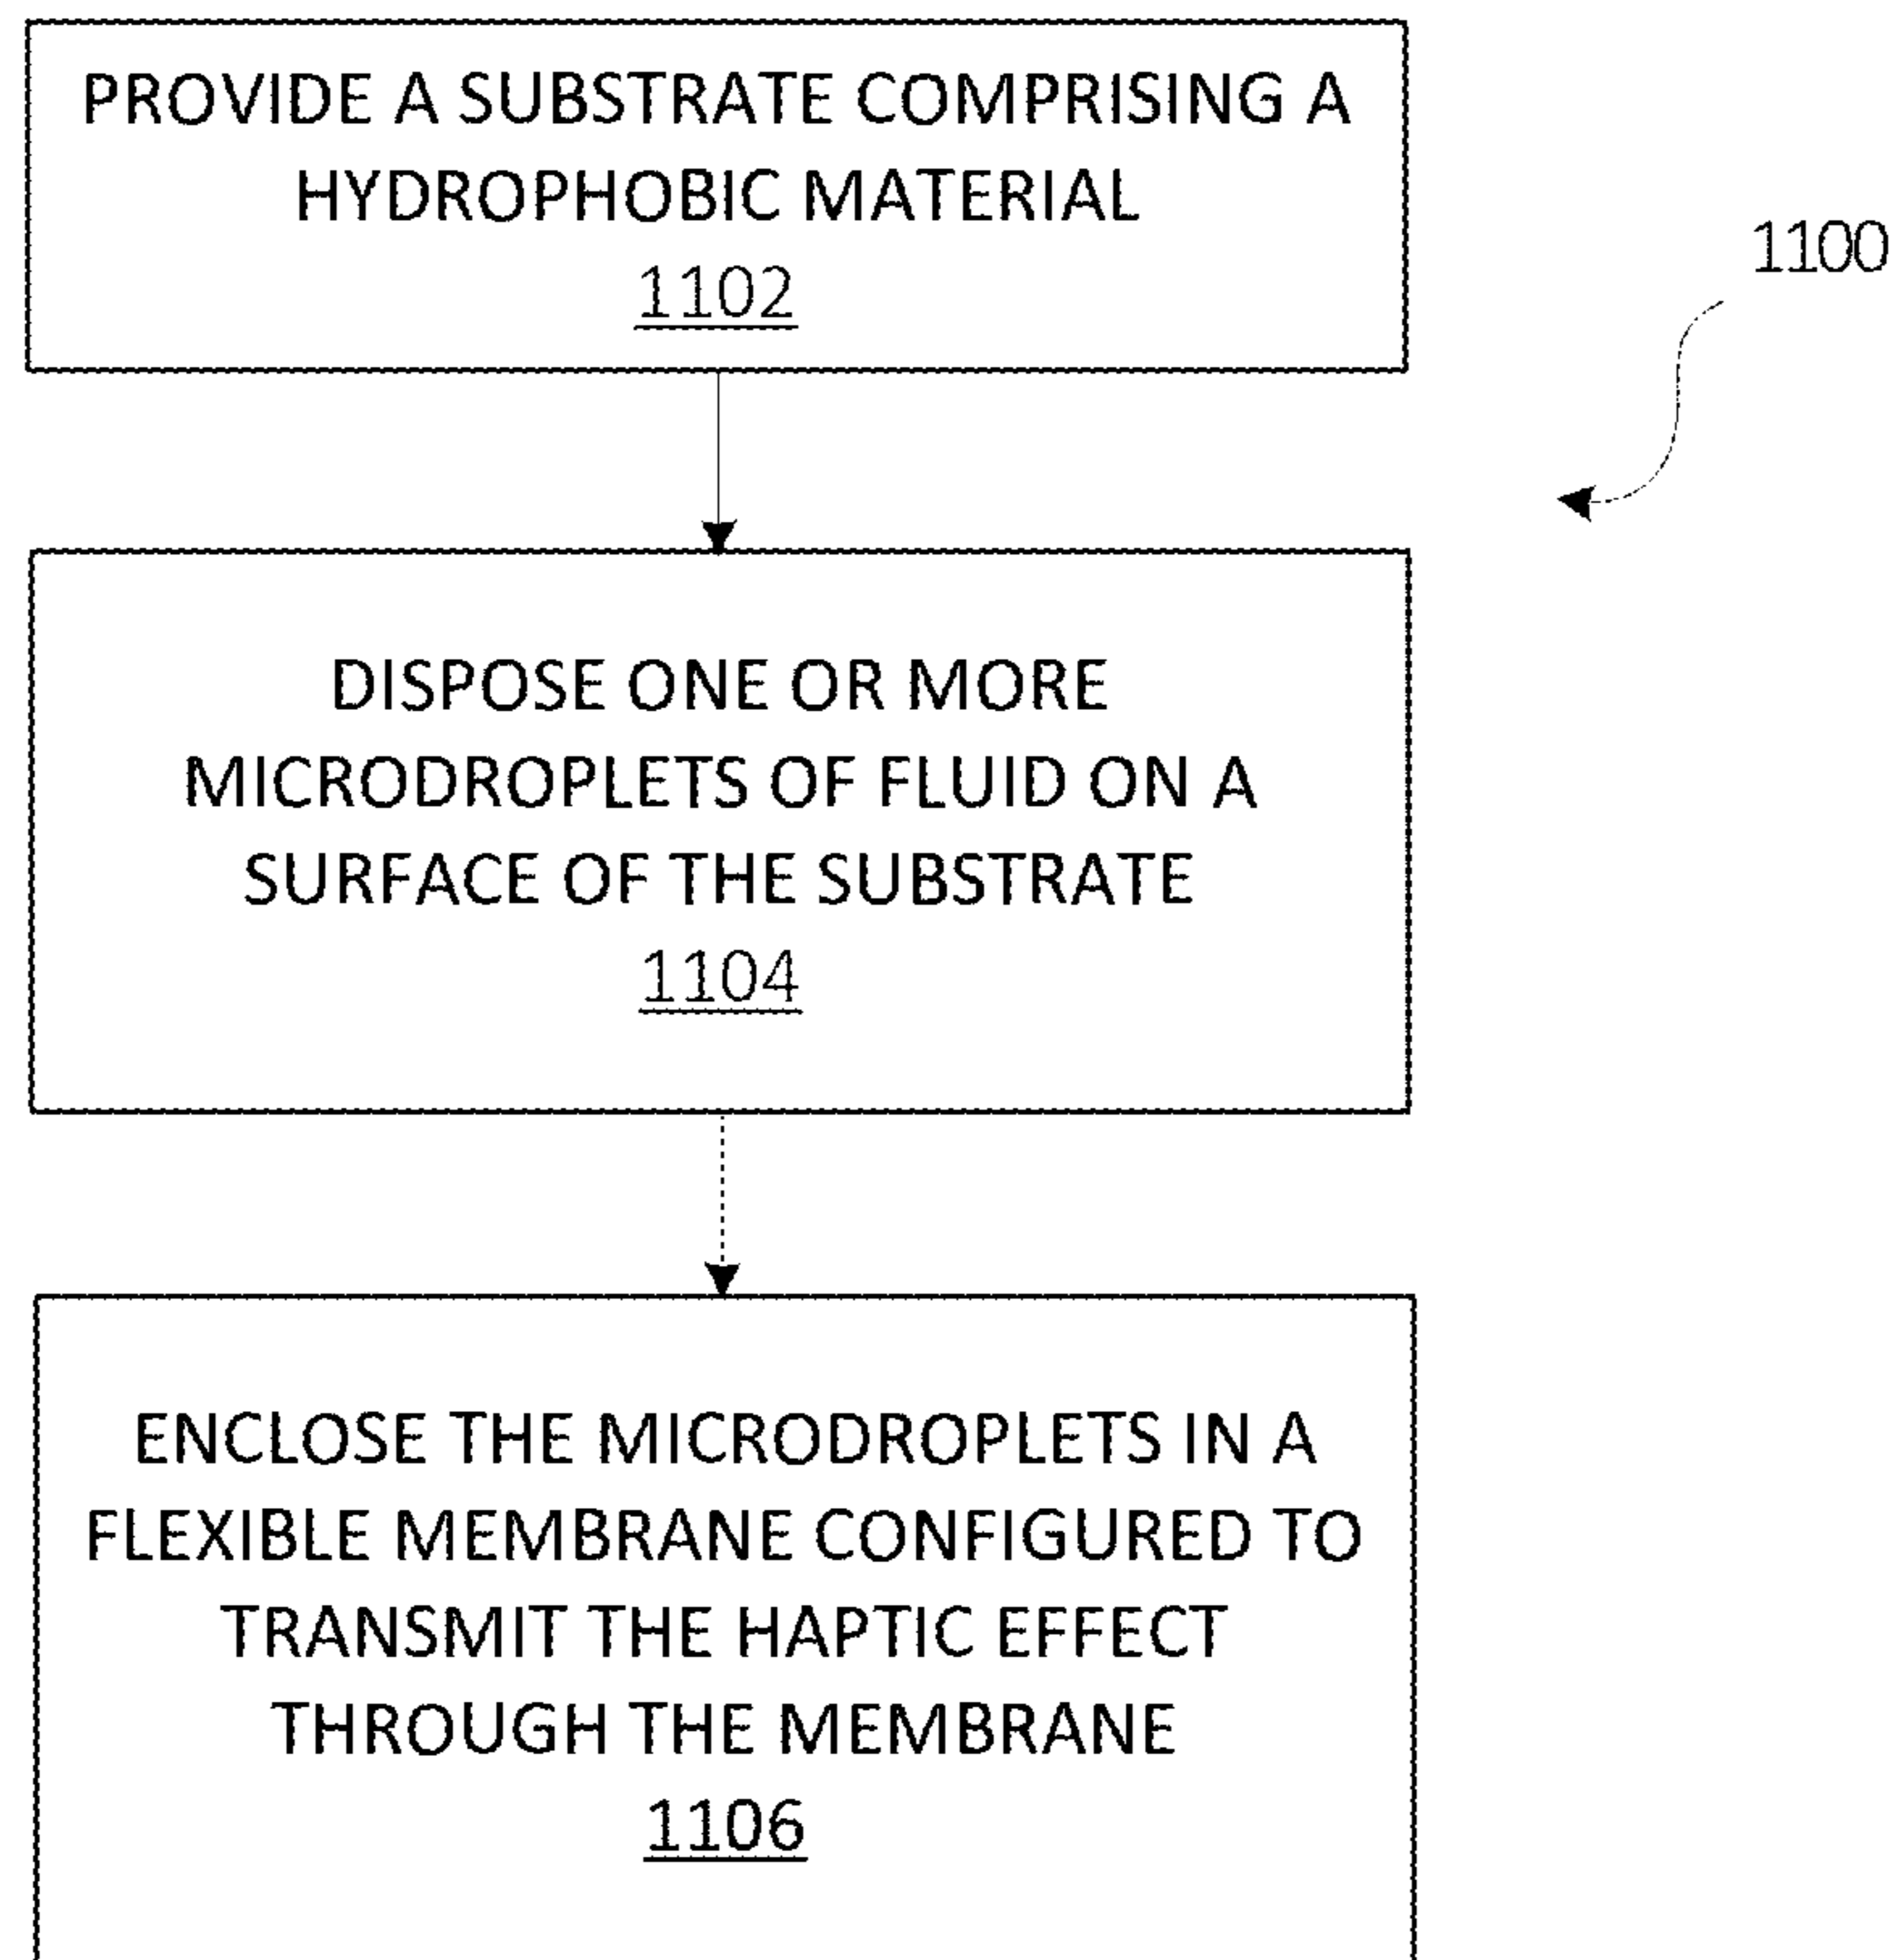 PROVIDE A SUBSTRATE COMPRISING A
HYDROPHOBIC MATERIAL
1102
1100
DISPOSE ONE OR MORE
MICRODROPLETS OF FLUID ON A
SURFACE OF THE SUBSTRATE
1104
ENCLOSE THE MICRODROPLETS IN A
FLEXIBLE MEMBRANE CONFIGURED TO
TRANSMIT THE HAPTIC EFFECT
THROUGH THE MEMBRANE
1106